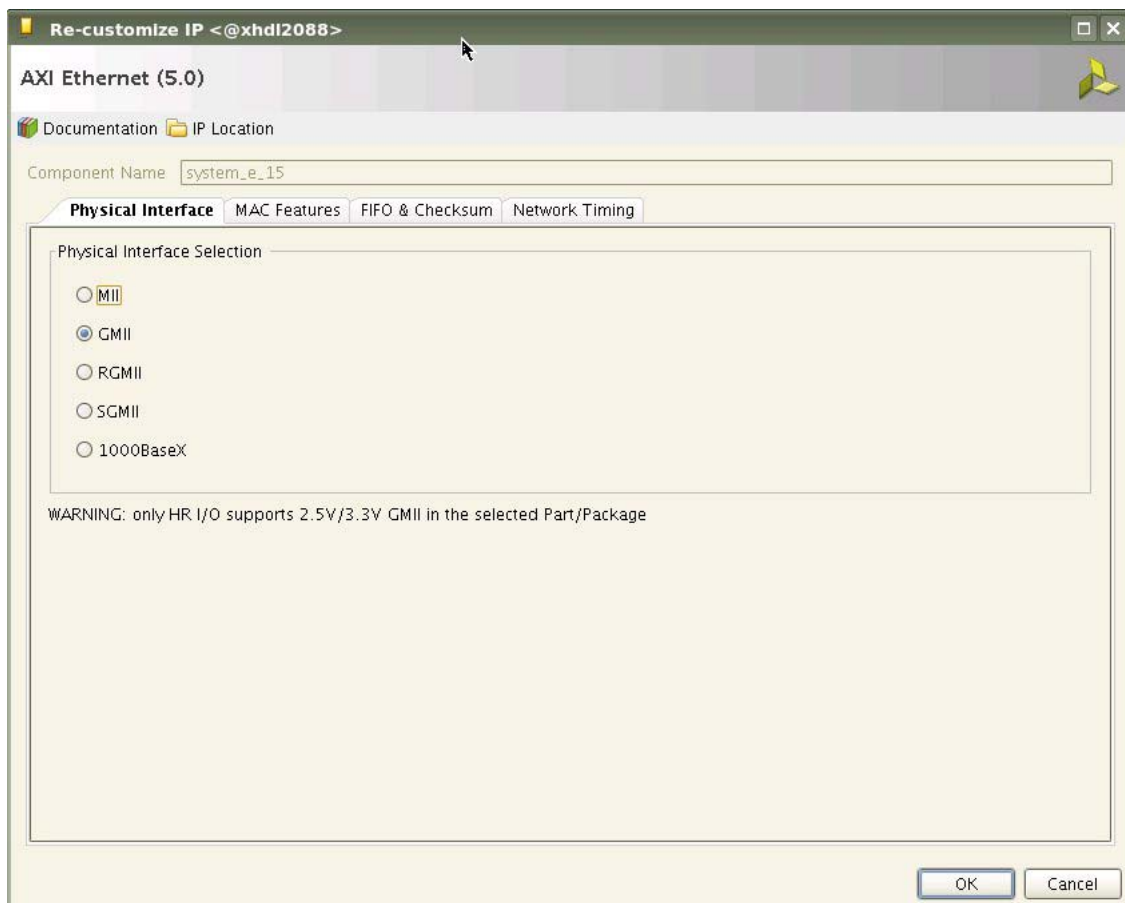 Re-customize IP <@xhdl2088>
AXI Ethernet (5.0)
Documentation IP Location
Component Name system_e_15
Physical Interface MAC Features FIFO & Checksum Network Timing
Physical Interface Selection
MII
GMII
RGMII
SGMII
1000BaseX
WARNING: only HR I/O supports 2.5V/3.3V GMII in the selected Part/Package
OK Cancel